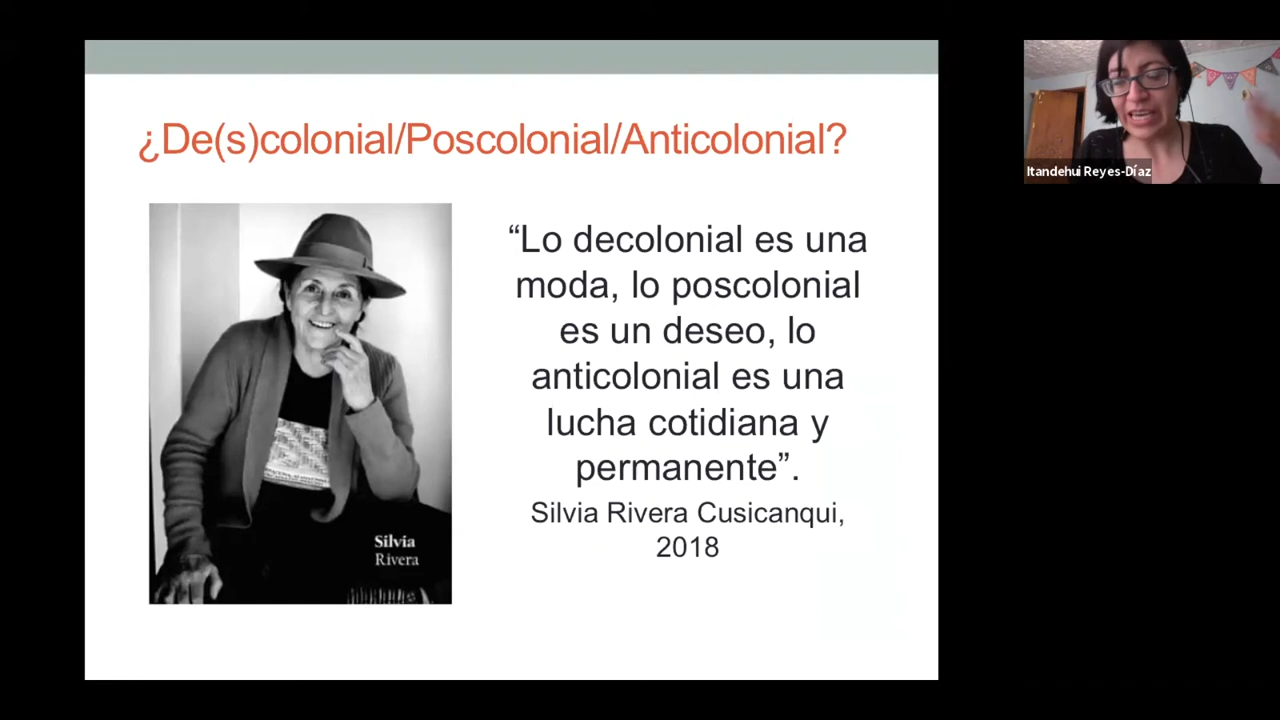 ¿De(s)colonial/Poscolonial/Anticolonial?
“Lo decolonial es una
moda, lo poscolonial
es un deseo, lo
anticolonial es una
lucha cotidiana y
permanente”.
Silvia Rivera Cusicanqui,
2018
Silvia
Rivera
Itandehui Reyes-Díaz